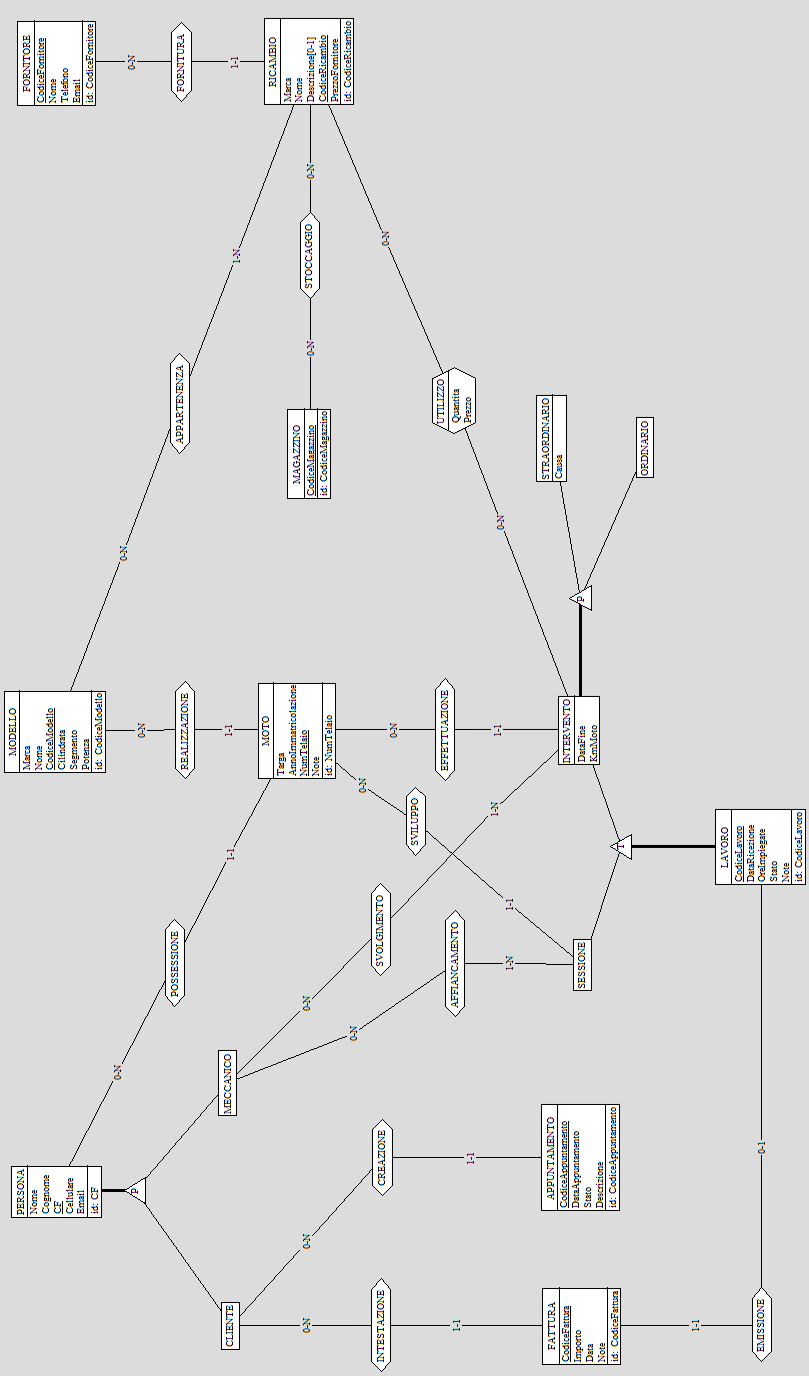 PERSONA
Nome
Cognome
CF
Cellulare
Email
id: CF
MODELLO
Marca
Nome
CodiceModello
Cilindrata
Segmento
Potenza
id: CodiceModello
FORNITORE
CodiceFornitore
Nome
Telefono
Email
id: CodiceFornitore
0-N
0-N
0-N
0-N
P
POSSESSIONE
REALIZZAZIONE
APPARTENENZA
FORNITURA
1-1
1-1
1-N
1-1
CLIENTE
MECCANICO
MOTO
Targa
AnnoImmatricolazione
NumTelaio
Note
id: NumTelaio
RICAMBIO
Marca
Nome
Descrizione[0-1]
CodiceRicambio
PrezzoFornitore
id: CodiceRicambio
0-N
0-N
0-N
0-N
0-N
0-N
STOCCAGGIO
0-N
MAGAZZINO
CodiceMagazzino
id: CodiceMagazzino
0-N
0-N
0-N
INTESTAZIONE
CREAZIONE
SVOLGIMENTO
AFFIANCAMENTO
SVILUPPO
EFFETTUAZIONE
UTILIZZO
Quantita
Prezzo
1-1
1-1
1-N
1-1
1-N
1-1
0-N
FATTURA
CodiceFattura
Importo
Data
Note
id: CodiceFattura
APPUNTAMENTO
CodiceAppuntamento
DataAppuntamento
Stato
Descrizione
id: CodiceAppuntamento
SESSIONE
INTERVENTO
DataFine
KmMoto
P
STRAORDINARIO
Causa
ORDINARIO
T
1-1
LAVORO
CodiceLavoro
DataRicezione
OreImpiegate
Stato
Note
id: CodiceLavoro
EMISSIONE
0-1